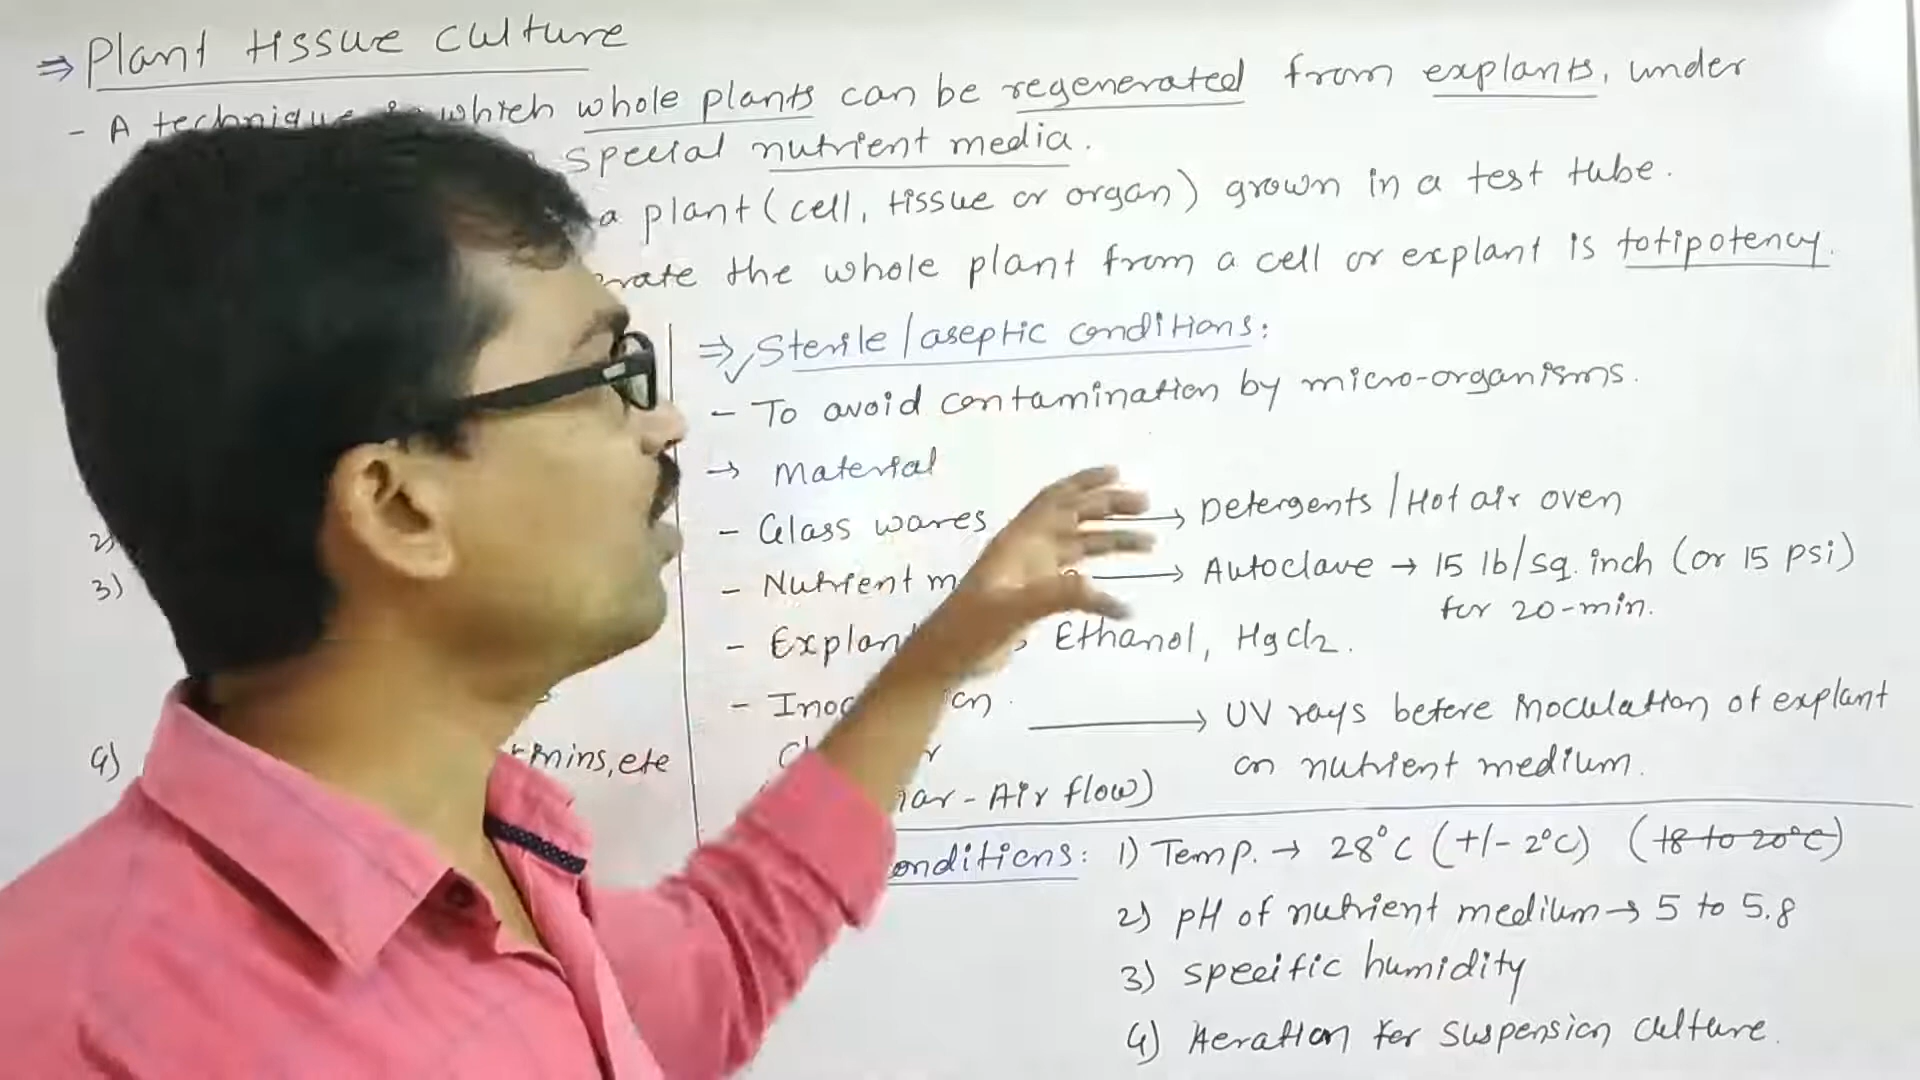 ⇒ Plant tissue culture
- A technique which whole plants can be regenerated from explants, under
special nutrient media.
a plant (cell, tissue or organ) grown in a test tube.
the whole plant from a cell or explant is totipotency.
⇒ Sterile/aseptic conditions:
- To avoid contamination by micro-organisms.
→ Material
- Glass wares → Detergents/Hot air oven
- Nutrient → Autoclave → 15 lb/sq. inch (or 15 psi)
for 20-min.
- Explant Ethanol, HgCl2.
→ UV rays before inoculation of explant
on nutrient medium.
Air flow)
2)
3)
4) etc
conditions: 1) Temp. → 28°C (+/- 2°C) (18 to 20°C)
2) pH of nutrient medium → 5 to 5.8
3) specific humidity
4) Aeration for suspension culture.